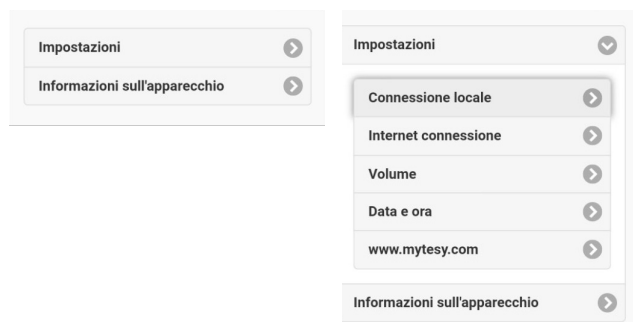 Impostazioni
Informazioni sull'apparecchio
Impostazioni
Connessione locale
Internet connessione
Volume
Data e ora
www.mytesy.com
Informazioni sull'apparecchio